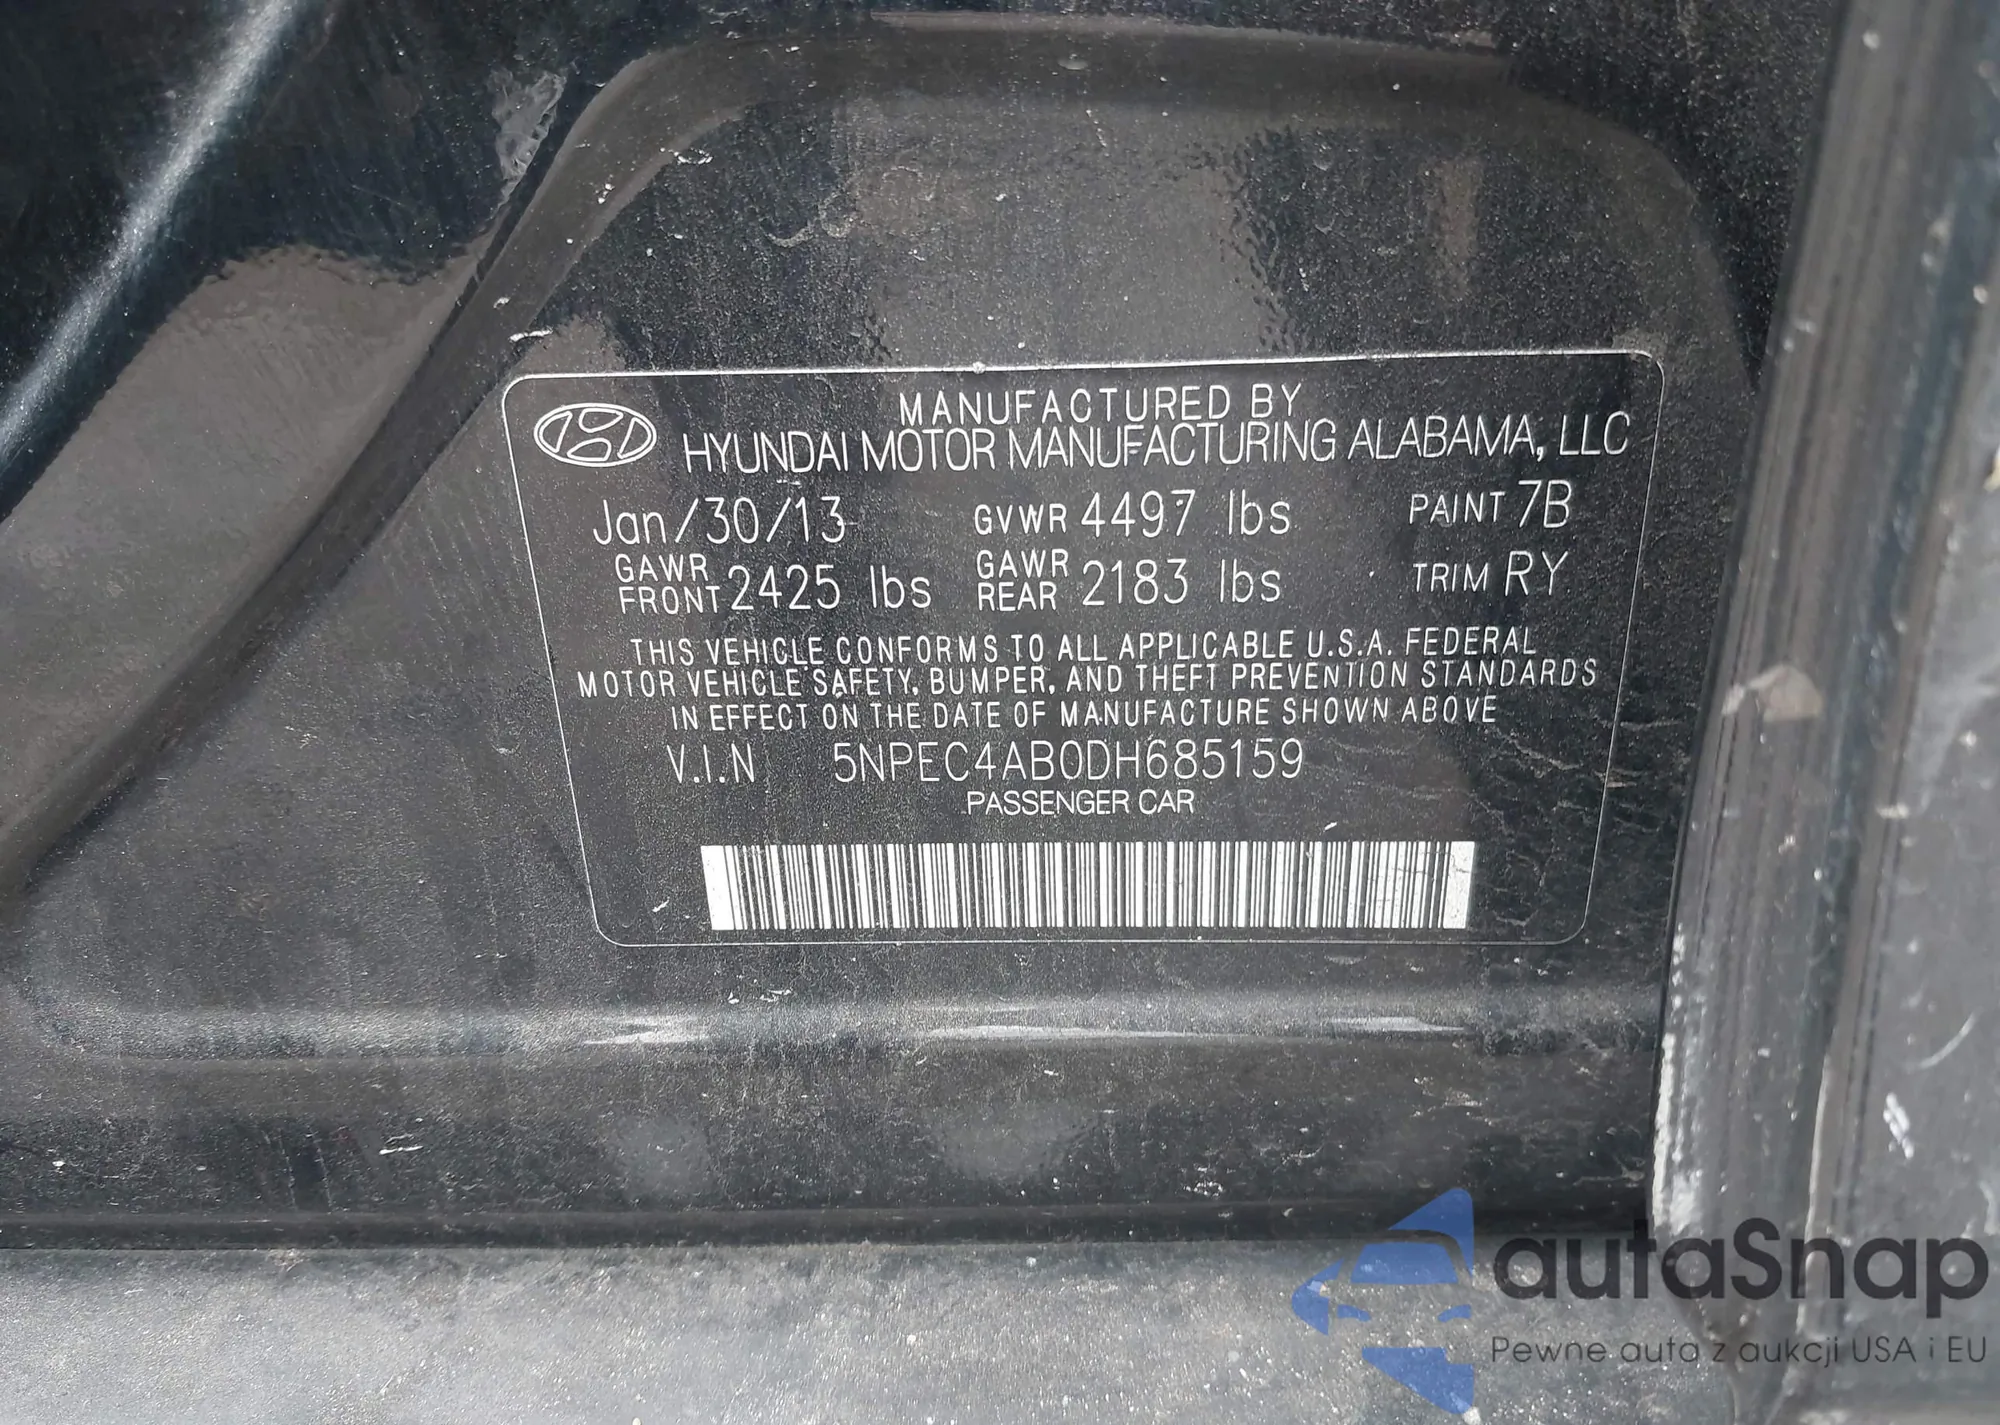 MANUFACTURED BY
HYUNDAI MOTOR MANUFACTURING ALABAMA, LLC
Jan/30/13 GVWR 4497 lbs PAINT 7B
GAWR FRONT 2425 lbs GAWR REAR 2183 lbs TRIM RY
THIS VEHICLE CONFORMS TO ALL APPLICABLE U.S.A. FEDERAL
MOTOR VEHICLE SAFETY, BUMPER, AND THEFT PREVENTION STANDARDS
IN EFFECT ON THE DATE OF MANUFACTURE SHOWN ABOVE
V.I.N 5NPEC4AB0DH685159
PASSENGER CAR
autaSnap
Pewne auta z aukcji USA i EU